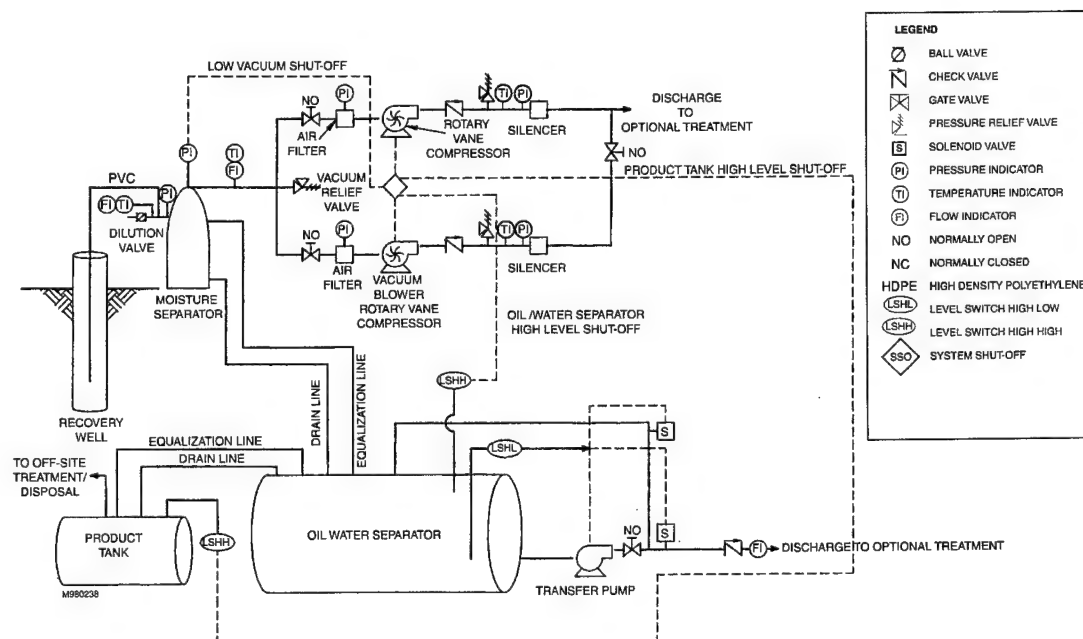 LOW VACUUM SHUT-OFF
NO
PI
AIR
FILTER
ROTARY
VANE
COMPRESSOR
TI
PI
SILENCER
DISCHARGE
TO
OPTIONAL TREATMENT
NO
PRODUCT TANK HIGH LEVEL SHUT-OFF
PI
TI
FI
VACUUM
RELIEF
VALVE
PVC
FI
TI
PI
DILUTION
VALVE
MOISTURE
SEPARATOR
NO
PI
AIR
FILTER
VACUUM
BLOWER
ROTARY VANE
COMPRESSOR
TI
PI
SILENCER
OIL/WATER SEPARATOR
HIGH LEVEL SHUT-OFF
RECOVERY
WELL
DRAIN LINE
EQUALIZATION LINE
LSHH
LSHL
S
EQUALIZATION LINE
DRAIN LINE
TO OFF-SITE
TREATMENT/
DISPOSAL
PRODUCT
TANK
LSHH
OIL WATER SEPARATOR
NO
S
FI
DISCHARGE TO OPTIONAL TREATMENT
TRANSFER PUMP
M980238
LEGEND
BALL VALVE
CHECK VALVE
GATE VALVE
PRESSURE RELIEF VALVE
S SOLENOID VALVE
PI PRESSURE INDICATOR
TI TEMPERATURE INDICATOR
FI FLOW INDICATOR
NO NORMALLY OPEN
NC NORMALLY CLOSED
HDPE HIGH DENSITY POLYETHYLENE
LSHL LEVEL SWITCH HIGH LOW
LSHH LEVEL SWITCH HIGH HIGH
SSO SYSTEM SHUT-OFF